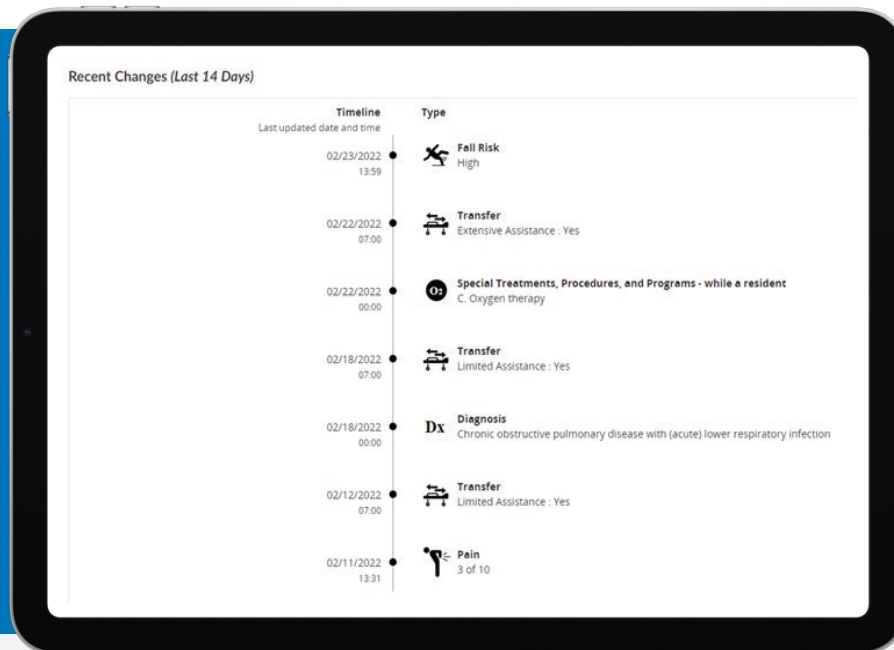 Recent Changes (Last 14 Days)
Timeline
Type
Last updated date and time
02/23/2022
13:59
Fall Risk
High
02/22/2022
07:00
Transfer
Extensive Assistance : Yes
02/22/2022
00:00
O2
Special Treatments, Procedures, and Programs - while a resident
C. Oxygen therapy
02/18/2022
07:00
Transfer
Limited Assistance : Yes
02/18/2022
00:00
Dx
Diagnosis
Chronic obstructive pulmonary disease with (acute) lower respiratory infection
02/12/2022
07:00
Transfer
Limited Assistance : Yes
02/11/2022
13:31
Pain
3 of 10